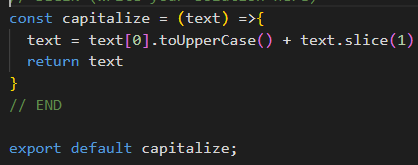 const capitalize = (text) =>{
  text = text[0].toUpperCase() + text.slice(1)
  return text
}
// END

export default capitalize;